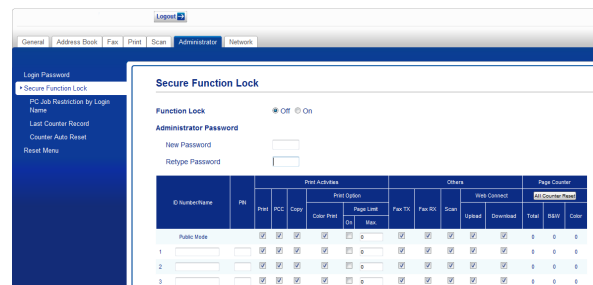 Logout
General Address Book Fax Print Scan Administrator Network
Login Password
Secure Function Lock
PC Job Restriction by Login
Name
Last Counter Record
Counter Auto Reset
Reset Menu
Secure Function Lock
Function Lock Off On
Administrator Password
New Password
Retype Password
Print Activities Others Page Counter
Print Option Web Connect All Counter Reset
ID Number/Name PIN Print PCC Copy Color Print Page Limit Fax TX Fax RX Scan Upload Download Total B&W Color
On Max.
Public Mode 0 0 0 0
1 0 0 0 0
2 0 0 0 0
3 0 0 0 0